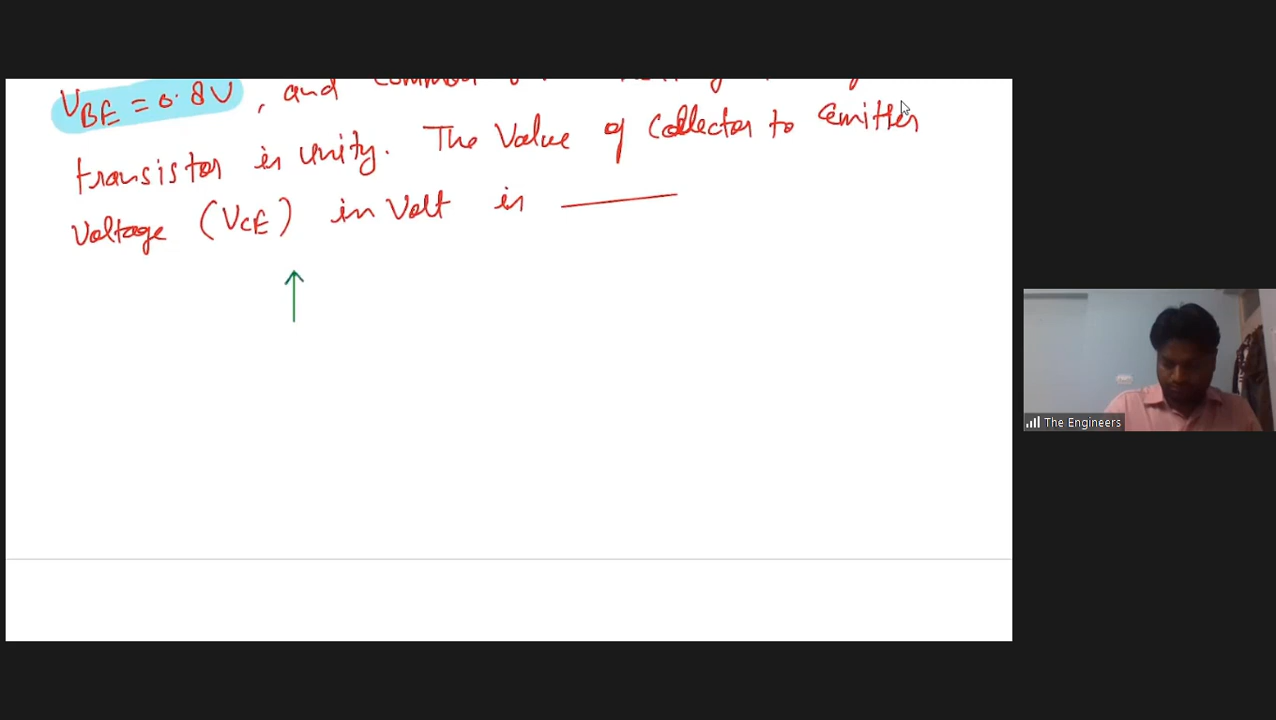 VBE = 0.8V, and common
transistor is unity. The Value of Collector to emitter
Voltage (VCE) in Volt is
The Engineers